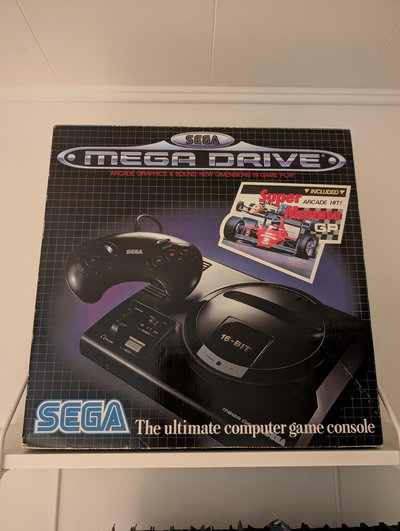 SEGA
MEGA DRIVE
ARCADE GRAPHICS & SOUND. NEW DIMENSIONS IN GAME PLAY.
INCLUDED
Super
ARCADE HIT!
Monaco
GP
SEGA
16-BIT
MEGA
SEGA
The ultimate computer game console